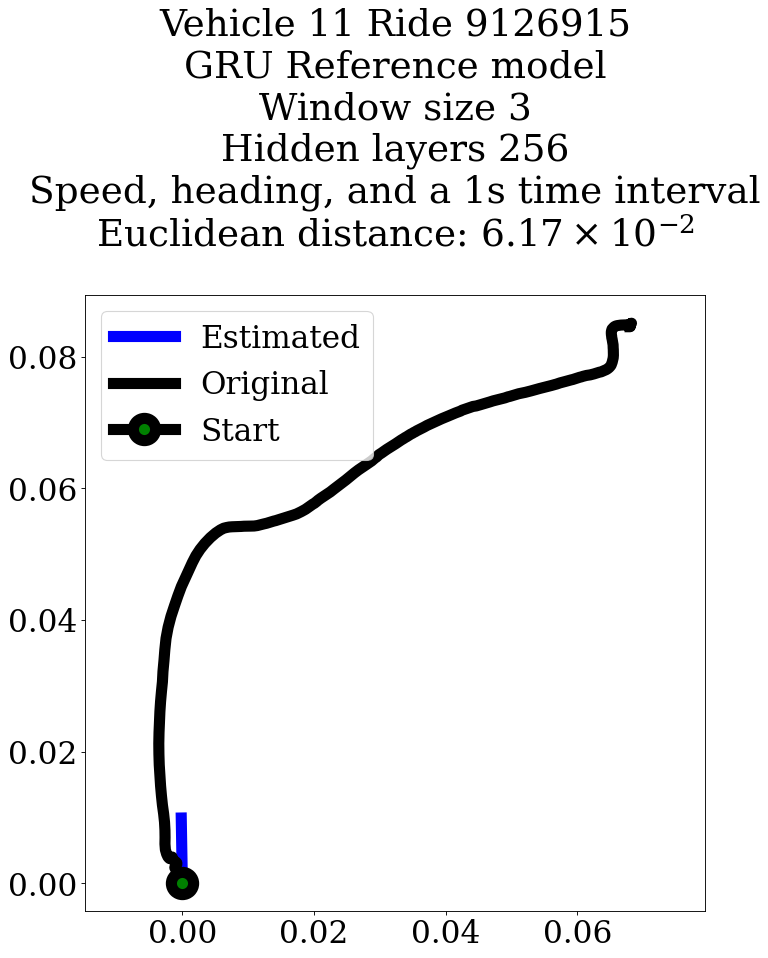 Vehicle 11 Ride 9126915
GRU Reference model
Window size 3
Hidden layers 256
Speed, heading, and a 1s time interval
Euclidean distance: 6.17 × 10⁻²
Estimated
Original
Start
0.08
0.06
0.04
0.02
0.00
0.00 0.02 0.04 0.06